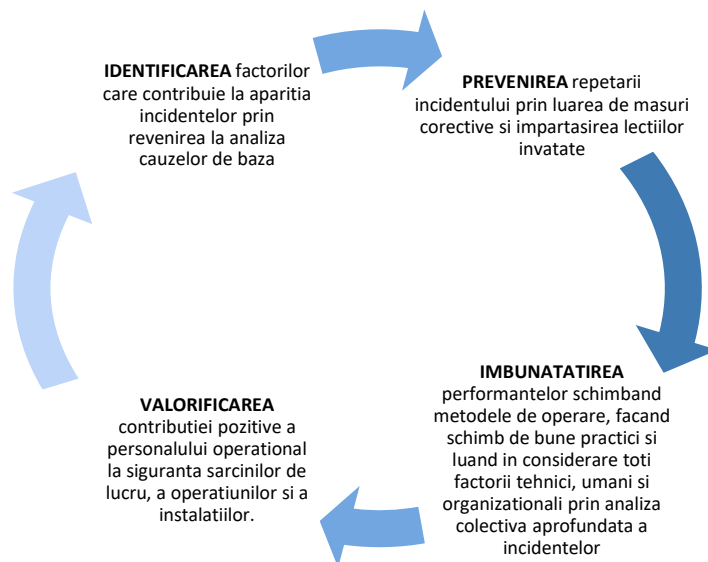 IDENTIFICAREA factorilor
care contribuie la aparitia
incidentelor prin
revenirea la analiza
cauzelor de baza
PREVENIREA repetarii
incidentului prin luarea de masuri
corective si impartasirea lectiilor
invatate
IMBUNATATIREA
performantelor schimband
metodele de operare, facand
schimb de bune practici si
luand in considerare toti
factorii tehnici, umani si
organizationali prin analiza
colectiva aprofundata a
incidentelor
VALORIFICAREA
contributiei pozitive a
personalului operational
la siguranta sarcinilor de
lucru, a operatiunilor si a
instalatiilor.